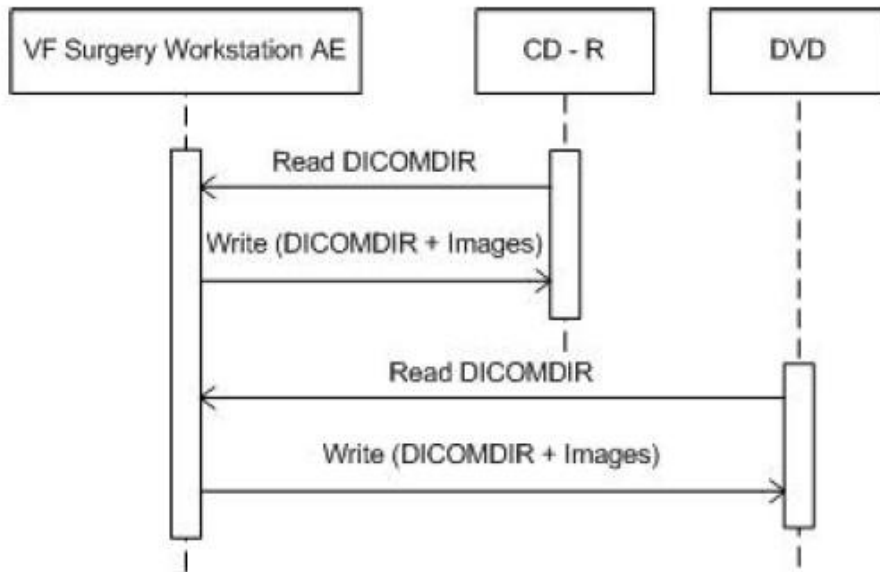 VF Surgery Workstation AE
CD - R
DVD
Read DICOMDIR
Write (DICOMDIR + Images)
Read DICOMDIR
Write (DICOMDIR + Images)